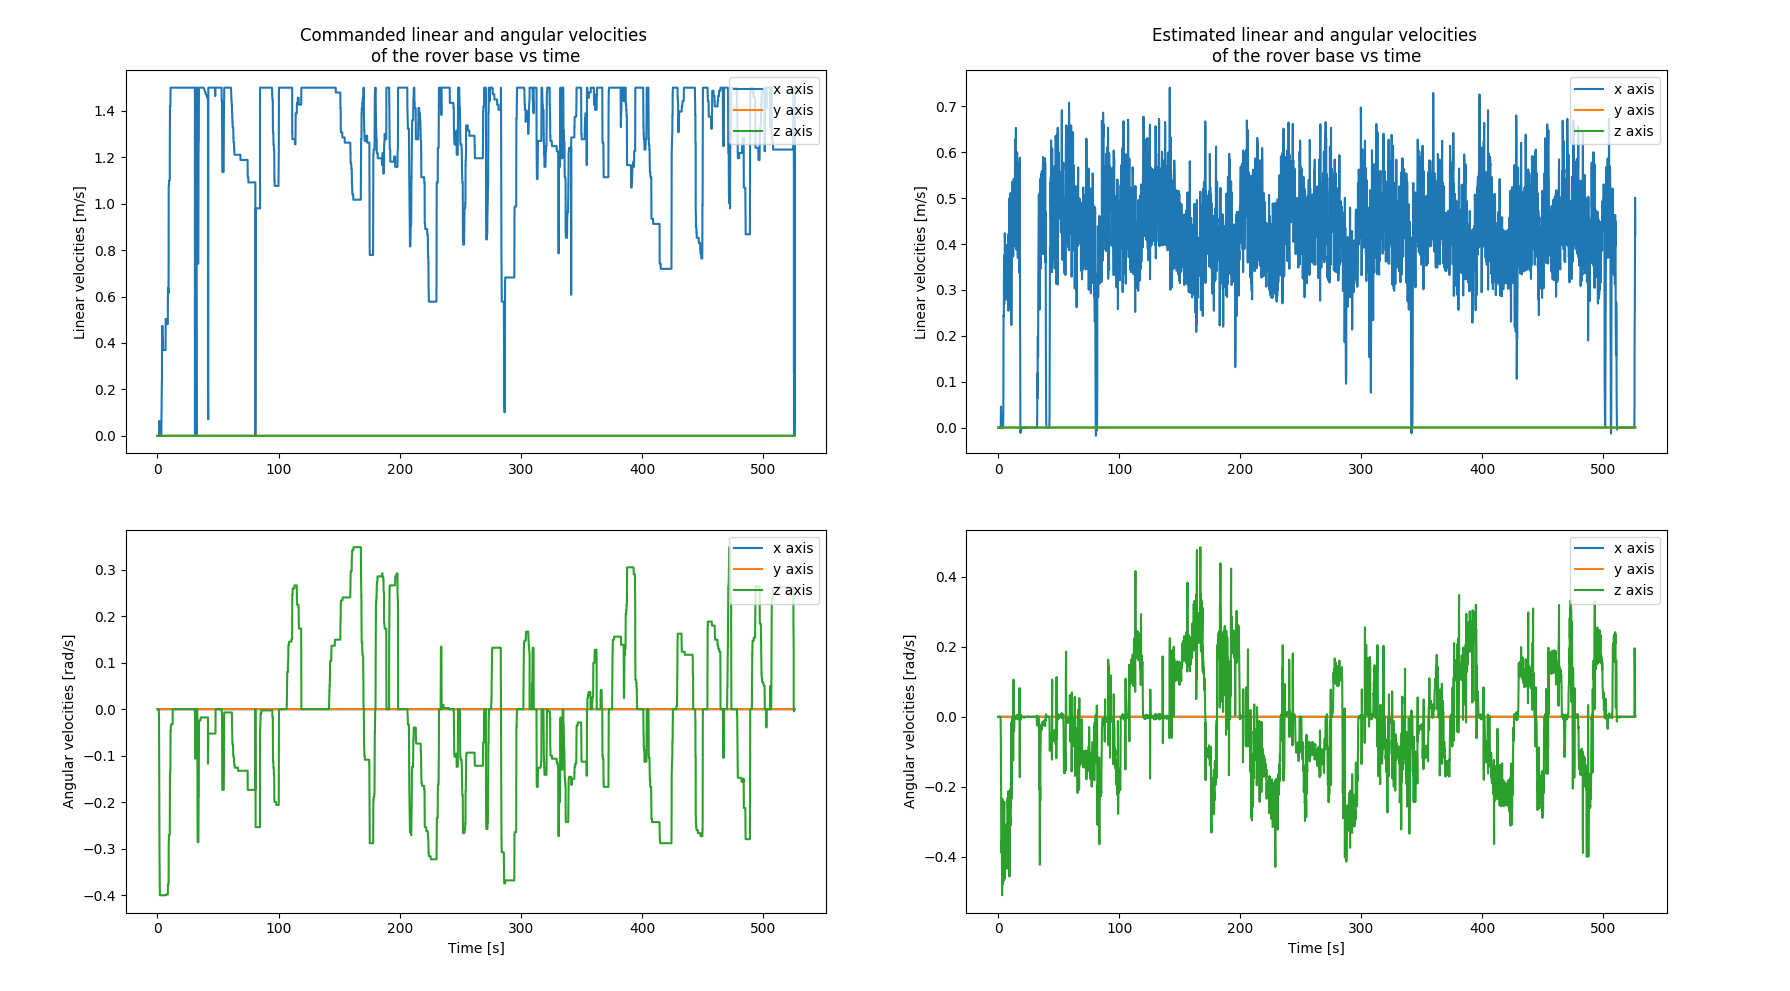 Commanded linear and angular velocities
of the rover base vs time
Linear velocities [m/s]
1.4
1.2
1.0
0.8
0.6
0.4
0.2
0.0
0
100
200
300
400
500
x axis
y axis
z axis
Estimated linear and angular velocities
of the rover base vs time
Linear velocities [m/s]
0.7
0.6
0.5
0.4
0.3
0.2
0.1
0.0
0
100
200
300
400
500
x axis
y axis
z axis
Angular velocities [rad/s]
0.3
0.2
0.1
0.0
−0.1
−0.2
−0.3
−0.4
0
100
200
300
400
500
Time [s]
x axis
y axis
z axis
Angular velocities [rad/s]
0.4
0.2
0.0
−0.2
−0.4
0
100
200
300
400
500
Time [s]
x axis
y axis
z axis